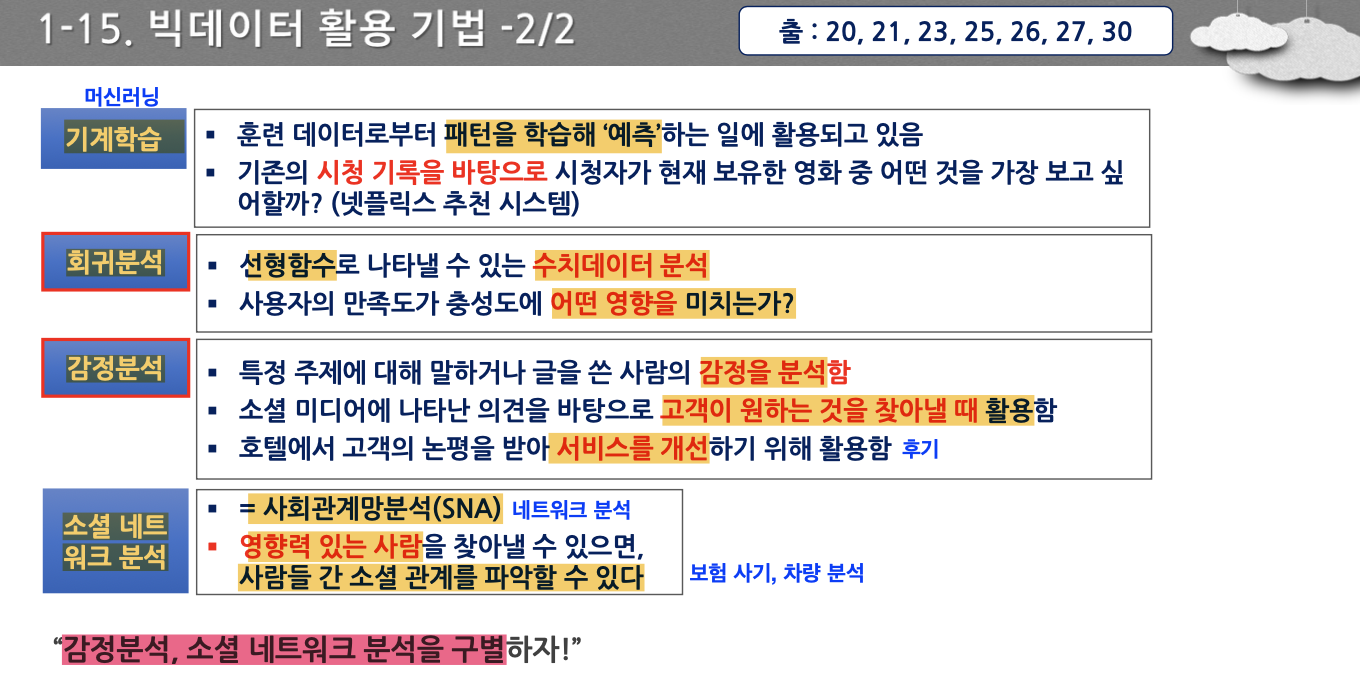 1-15. 빅데이터 활용 기법 -2/2
출 : 20, 21, 23, 25, 26, 27, 30
머신러닝
기계학습
▪ 훈련 데이터로부터 패턴을 학습해 ‘예측’하는 일에 활용되고 있음
▪ 기존의 시청 기록을 바탕으로 시청자가 현재 보유한 영화 중 어떤 것을 가장 보고 싶
어할까? (넷플릭스 추천 시스템)
회귀분석
▪ 선형함수로 나타낼 수 있는 수치데이터 분석
▪ 사용자의 만족도가 충성도에 어떤 영향을 미치는가?
감정분석
▪ 특정 주제에 대해 말하거나 글을 쓴 사람의 감정을 분석함
▪ 소셜 미디어에 나타난 의견을 바탕으로 고객이 원하는 것을 찾아낼 때 활용함
▪ 호텔에서 고객의 논평을 받아 서비스를 개선하기 위해 활용함 후기
소셜 네트
워크 분석
▪ = 사회관계망분석(SNA) 네트워크 분석
▪ 영향력 있는 사람을 찾아낼 수 있으면,
사람들 간 소셜 관계를 파악할 수 있다
보험 사기, 차량 분석
“감정분석, 소셜 네트워크 분석을 구별하자!”